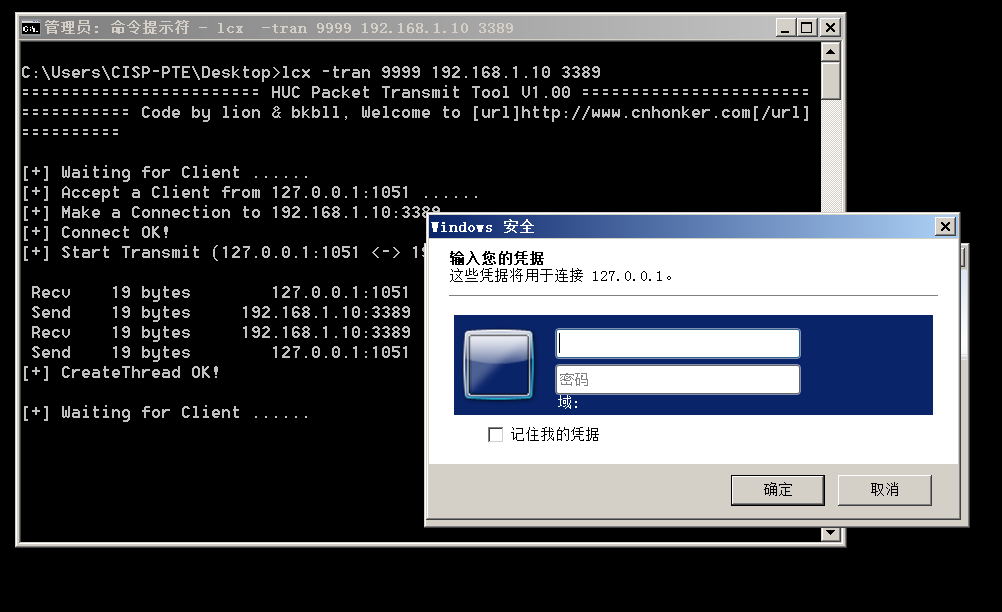 管理员: 命令提示符 - lcx  -tran 9999 192.168.1.10 3389
C:\Users\CISP-PTE\Desktop>lcx -tran 9999 192.168.1.10 3389
======================== HUC Packet Transmit Tool V1.00 =======================
=========== Code by lion & bkbll, Welcome to [url]http://www.cnhonker.com[/url]
==========
[+] Waiting for Client ......
[+] Accept a Client from 127.0.0.1:1051 ......
[+] Make a Connection to 192.168.1.10:3389
[+] Connect OK!
[+] Start Transmit (127.0.0.1:1051 <-> 19
Recv    19 bytes        127.0.0.1:1051
Send    19 bytes     192.168.1.10:3389
Recv    19 bytes     192.168.1.10:3389
Send    19 bytes        127.0.0.1:1051
[+] CreateThread OK!
[+] Waiting for Client ......
Windows 安全
输入您的凭据
这些凭据将用于连接 127.0.0.1。
密码
域:
记住我的凭据
确定
取消